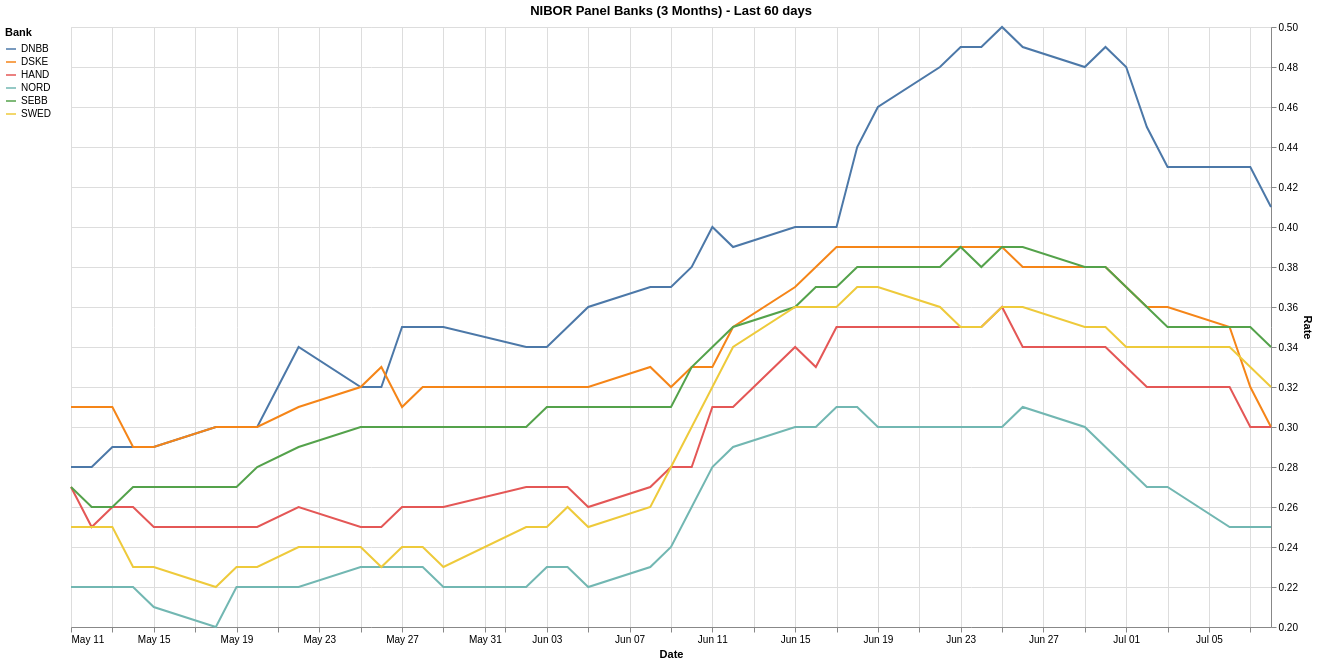 NIBOR Panel Banks (3 Months) - Last 60 days
Bank
DNBB
DSKE
HAND
NORD
SEBB
SWED
0.50
0.48
0.46
0.44
0.42
0.40
0.38
0.36
0.34
0.32
0.30
0.28
0.26
0.24
0.22
0.20
Rate
May 11 May 15 May 19 May 23 May 27 May 31 Jun 03 Jun 07 Jun 11 Jun 15 Jun 19 Jun 23 Jun 27 Jul 01 Jul 05
Date